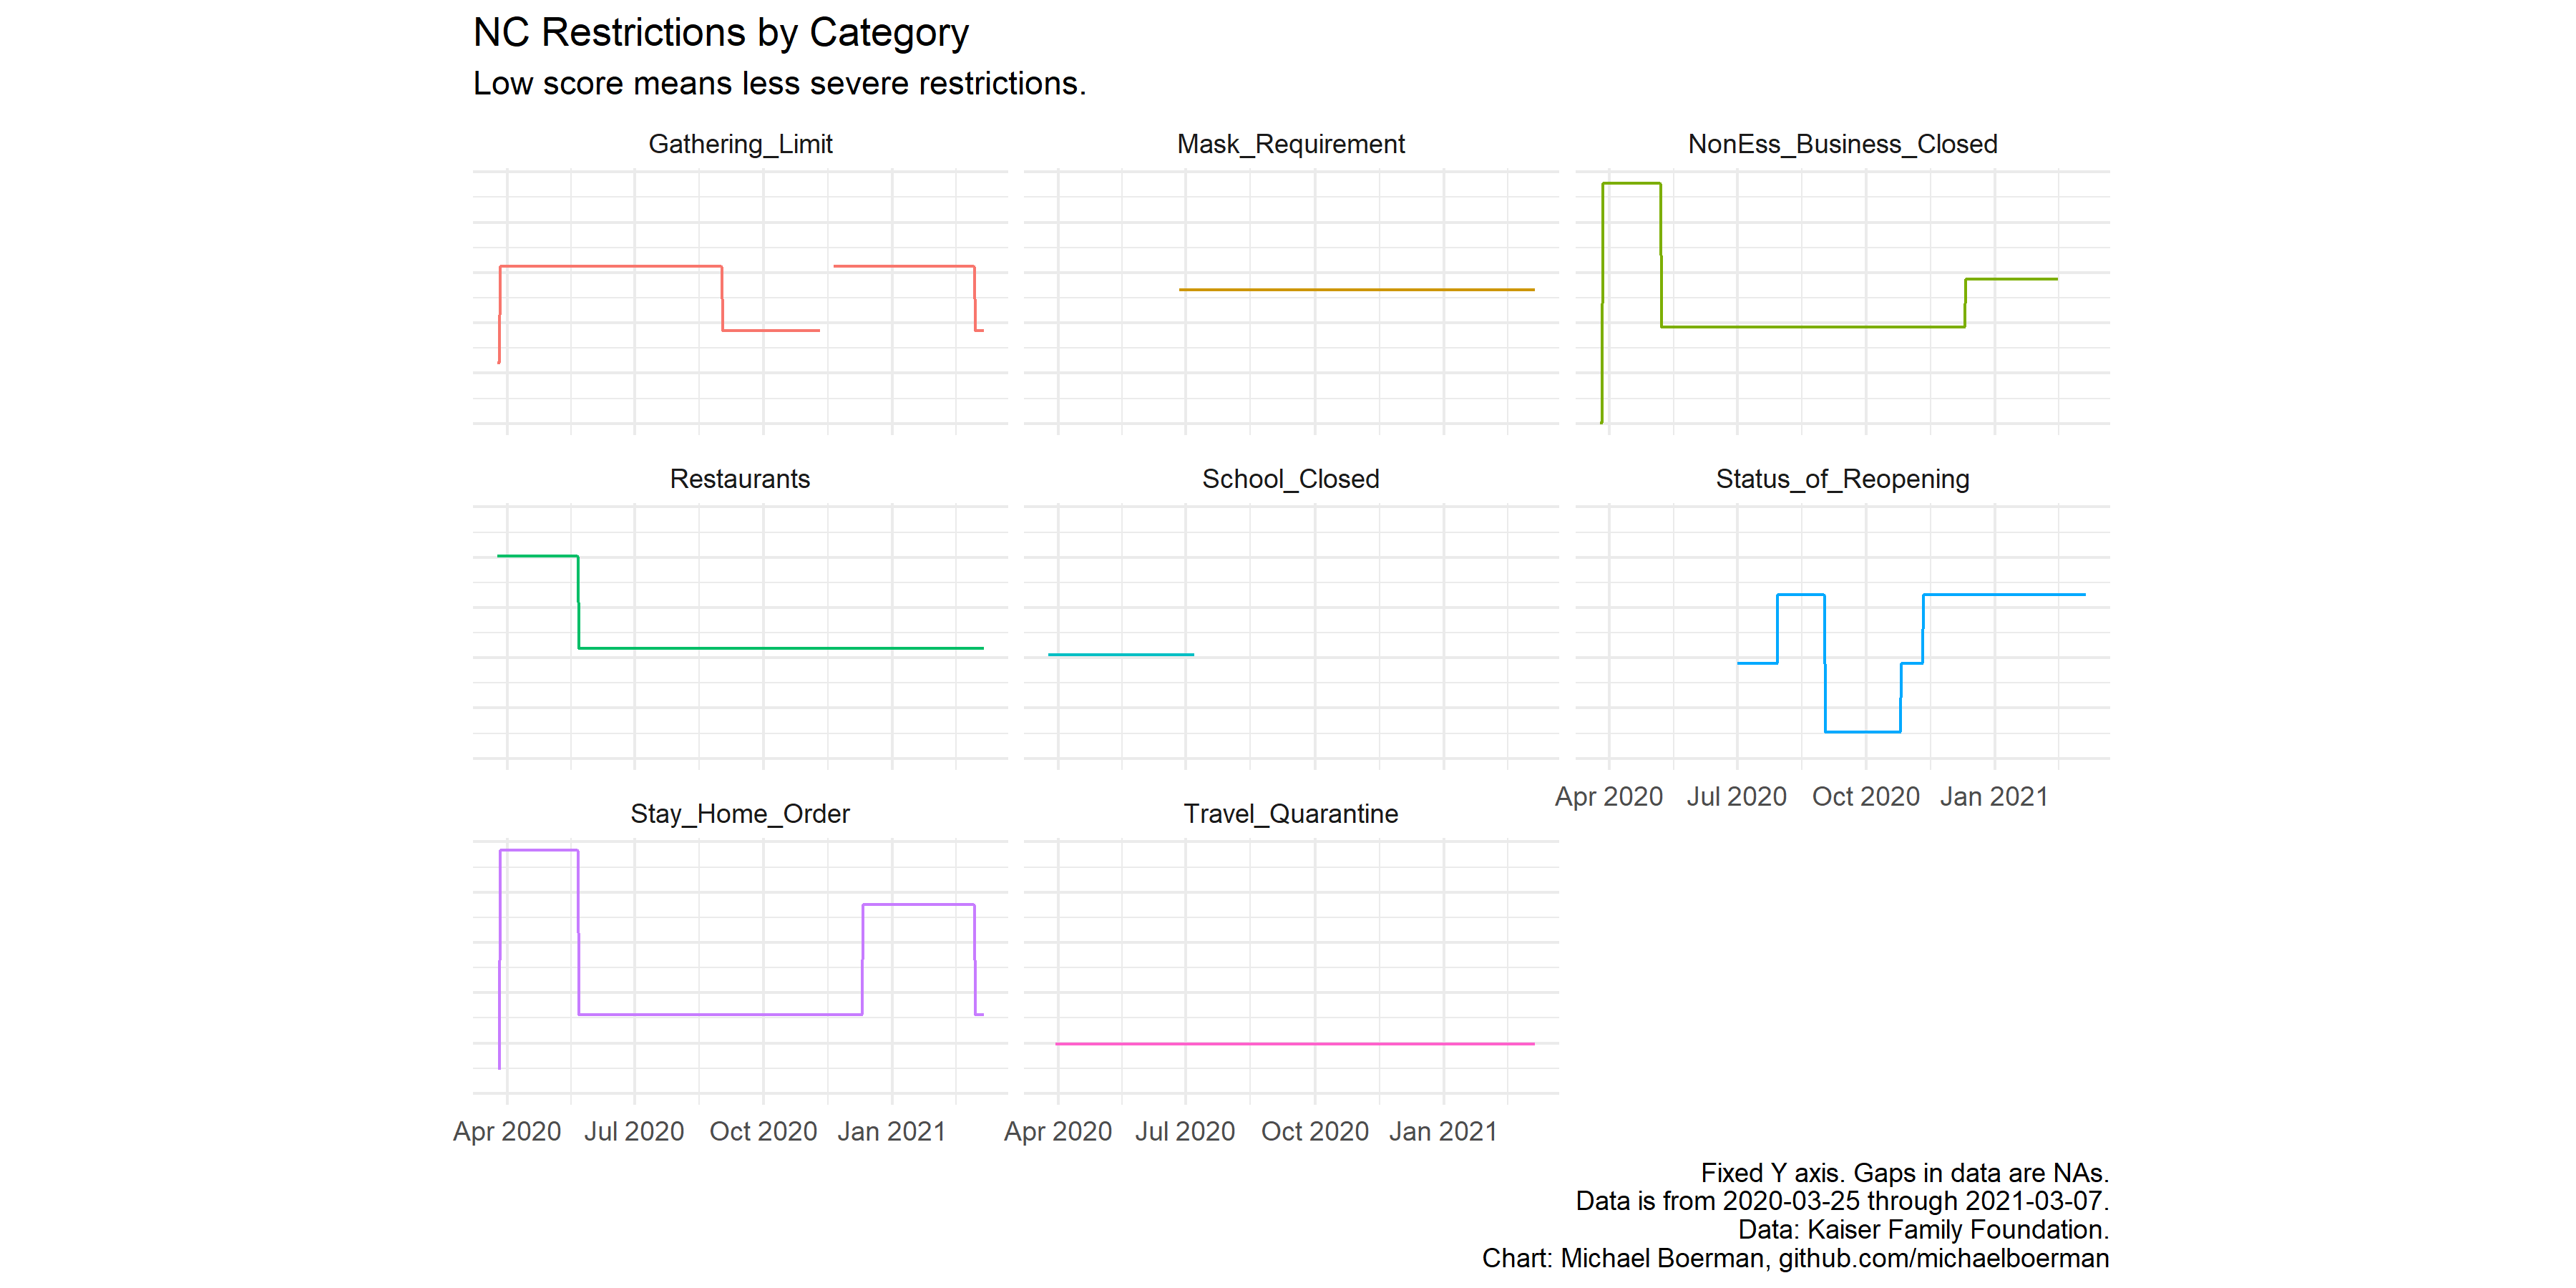 NC Restrictions by Category
Low score means less severe restrictions.
Gathering_Limit
Mask_Requirement
NonEss_Business_Closed
Restaurants
School_Closed
Status_of_Reopening
Apr 2020 Jul 2020 Oct 2020 Jan 2021
Stay_Home_Order
Travel_Quarantine
Apr 2020 Jul 2020 Oct 2020 Jan 2021
Apr 2020 Jul 2020 Oct 2020 Jan 2021
Fixed Y axis. Gaps in data are NAs.
Data is from 2020-03-25 through 2021-03-07.
Data: Kaiser Family Foundation.
Chart: Michael Boerman, github.com/michaelboerman